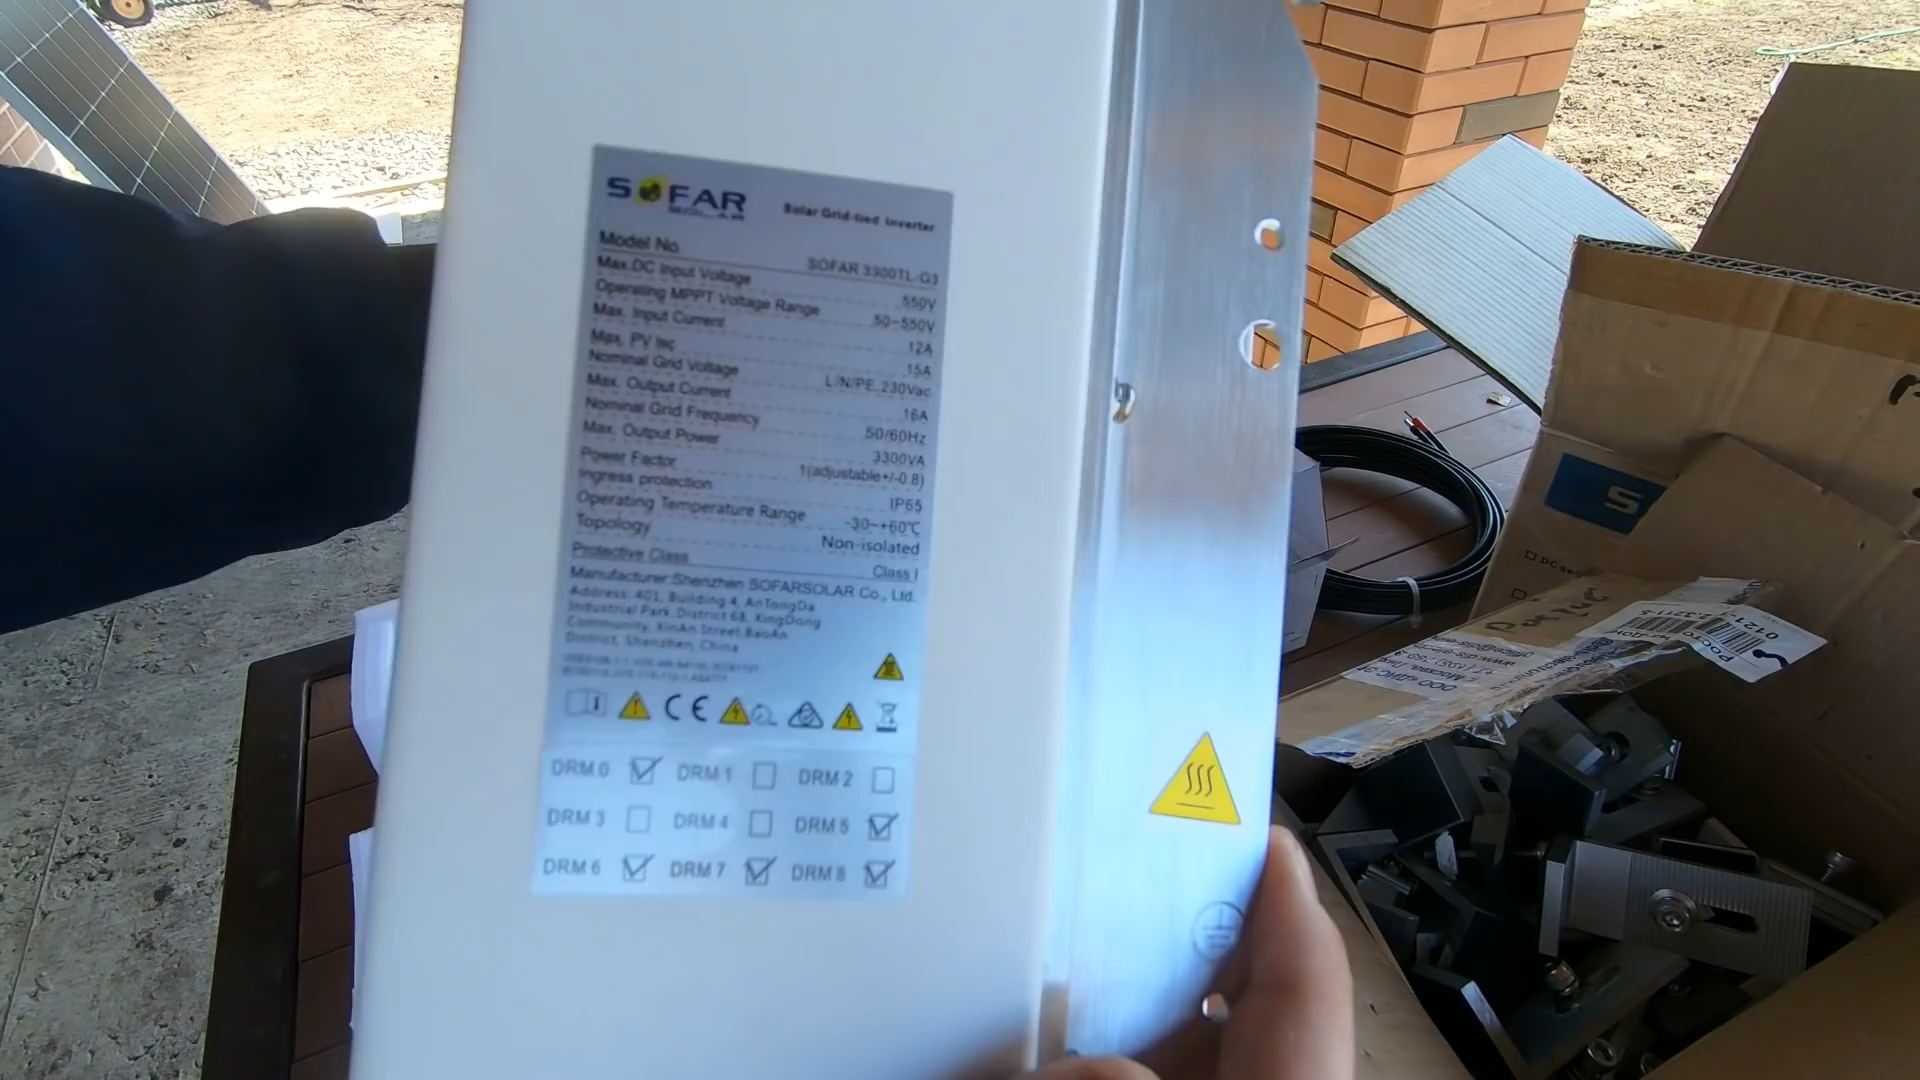 SOFAR
SOLAR
Solar Grid-tied Inverter
Model No. SOFAR 3300TL-G3
Max.DC Input Voltage 550V
Operating MPPT Voltage Range 50~550V
Max. Input Current 12A
Max. PV Isc 15A
Nominal Grid Voltage L/N/PE,230Vac
Max. Output Current 16A
Nominal Grid Frequency 50/60Hz
Max. Output Power 3300VA
Power Factor 1(adjustable+/-0.8)
Ingress protection IP65
Operating Temperature Range -30~+60℃
Topology Non-isolated
Protective Class Class I
Manufacturer:Shenzhen SOFARSOLAR Co., Ltd.
Address: 401, Building 4, AnTongDa
Industrial Park,District 68, XingDong
Community, XinAn Street,BaoAn
District, Shenzhen, China
CE
DRM 0 DRM 1 DRM 2
DRM 3 DRM 4 DRM 5
DRM 6 DRM 7 DRM 8
S
DC